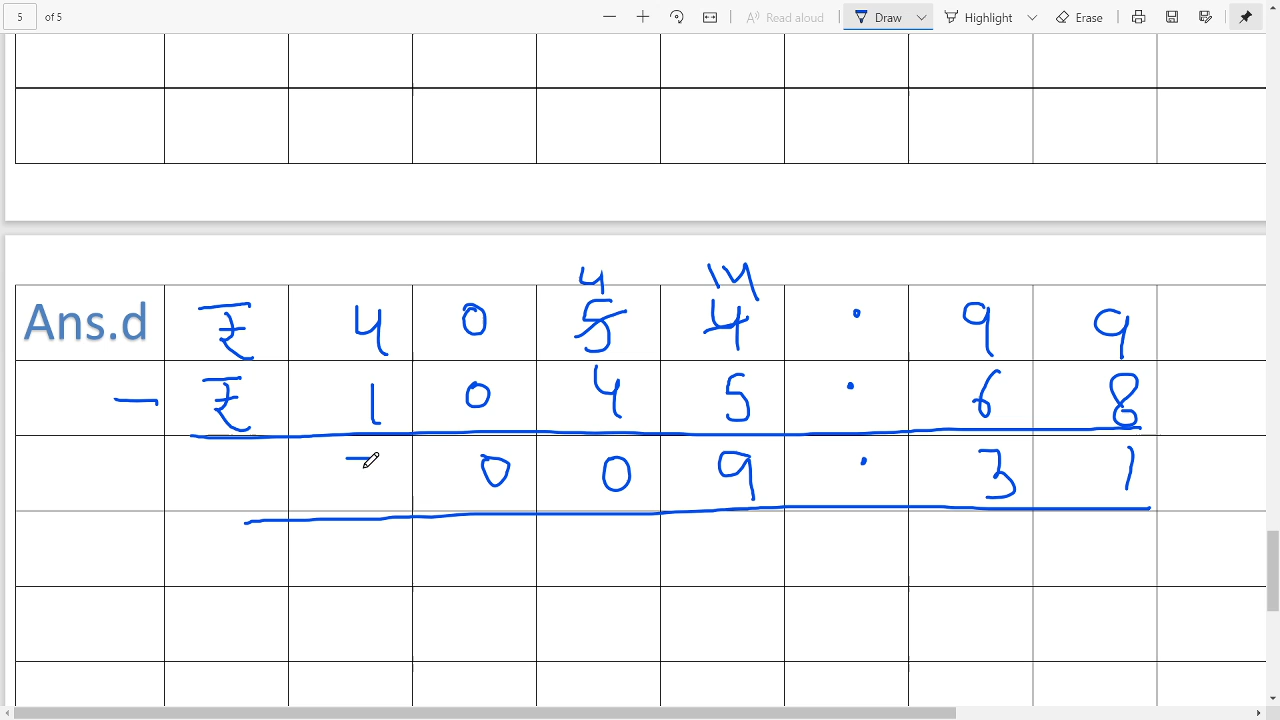 5 of 5 Read aloud Draw Highlight Erase
4 14
Ans.d ₹ 4 0 5 4 . 9 9
- ₹ 1 0 4 5 . 6 8
0 0 9 . 3 1